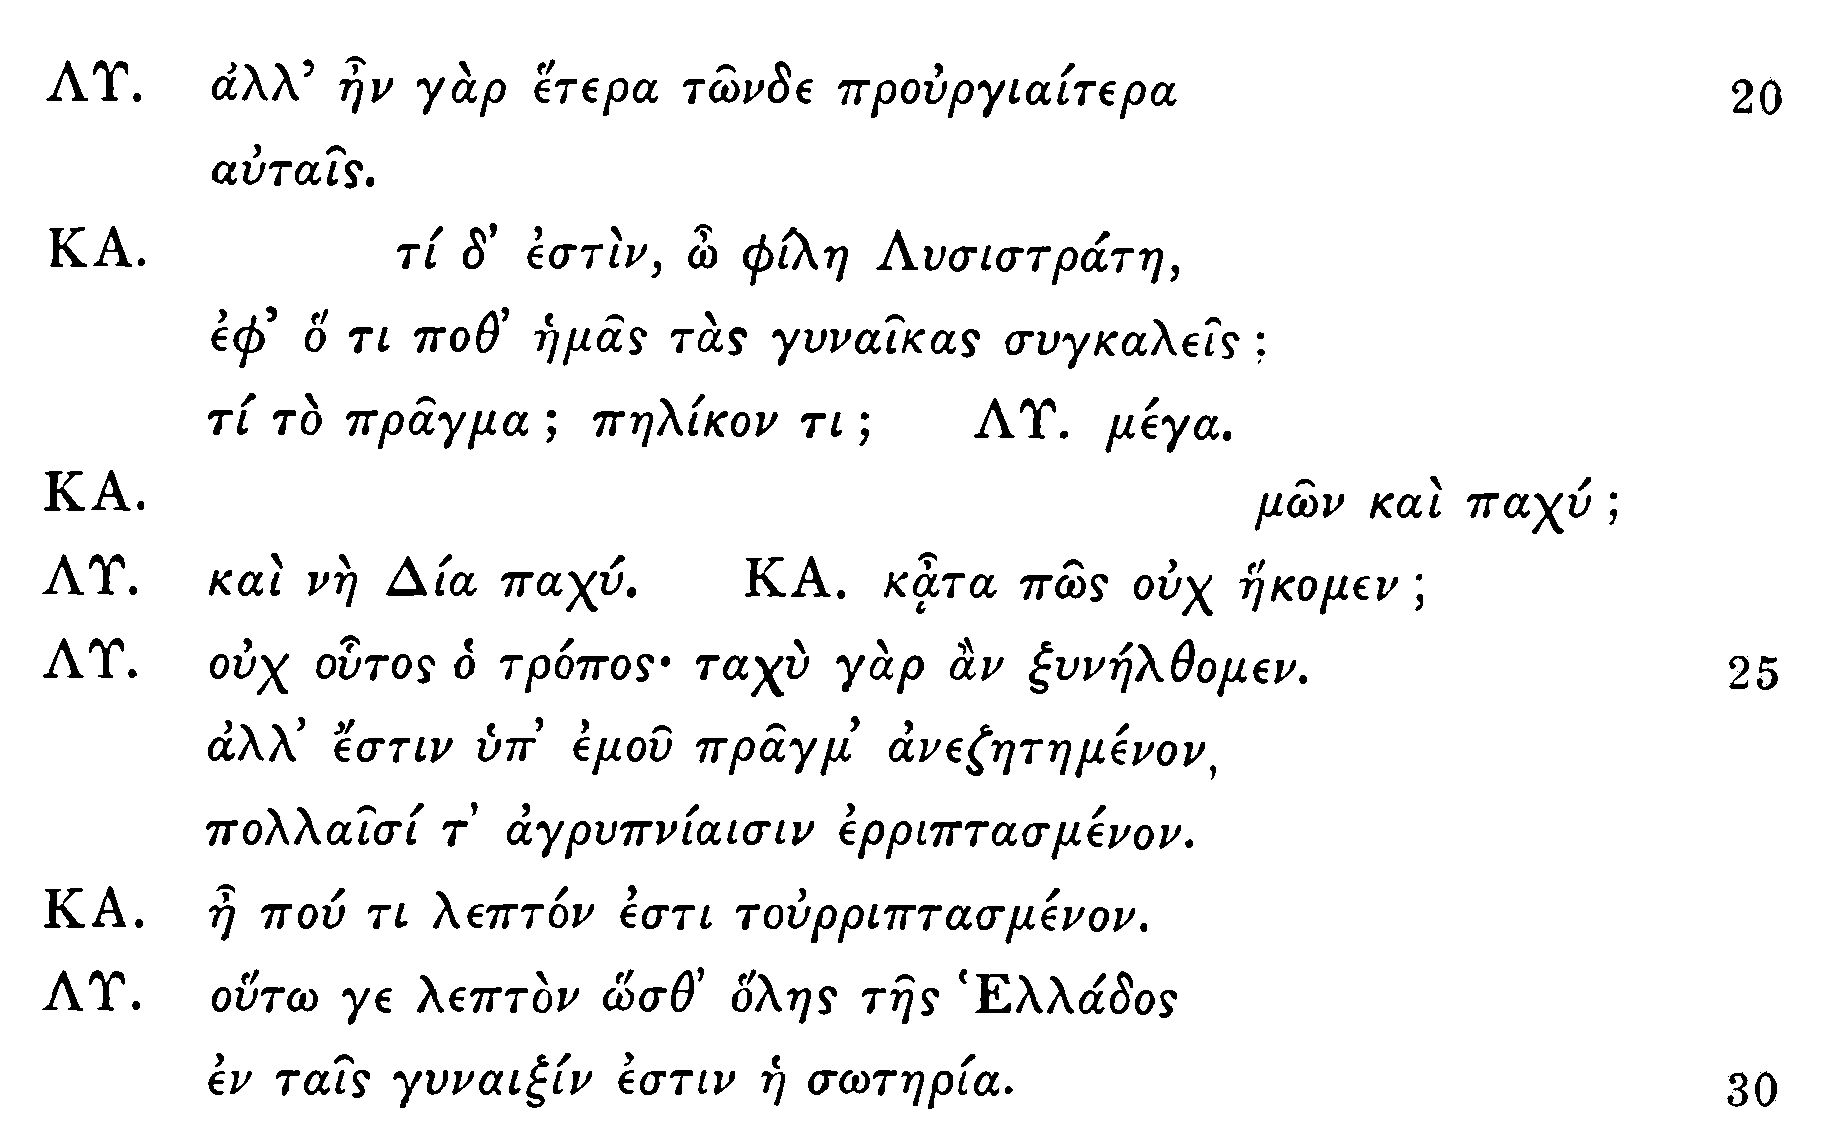 ΛΥ. ἀλλ’ ἦν γὰρ ἕτερα τῶνδε προὐργιαίτερα 20
αὐταῖς.
ΚΑ. τί δ’ ἐστὶν, ὦ φίλη Λυσιστράτη,
ἐφ’ ὅ τι ποθ’ ἡμᾶς τὰς γυναῖκας συγκαλεῖς ;
τί τὸ πρᾶγμα ; πηλίκον τι ; ΛΥ. μέγα.
ΚΑ. μῶν καὶ παχύ ;
ΛΥ. καὶ νὴ Δία παχύ. ΚΑ. κᾆτα πῶς οὐχ ἥκομεν ;
ΛΥ. οὐχ οὗτος ὁ τρόπος· ταχὺ γὰρ ἂν ξυνήλθομεν. 25
ἀλλ’ ἔστιν ὑπ’ ἐμοῦ πρᾶγμ’ ἀνεζητημένον,
πολλαῖσί τ’ ἀγρυπνίαισιν ἐρριπτασμένον.
ΚΑ. ἦ πού τι λεπτόν ἐστι τοὐρριπτασμένον.
ΛΥ. οὕτω γε λεπτὸν ὥσθ’ ὅλης τῆς Ἑλλάδος
ἐν ταῖς γυναιξίν ἐστιν ἡ σωτηρία. 30